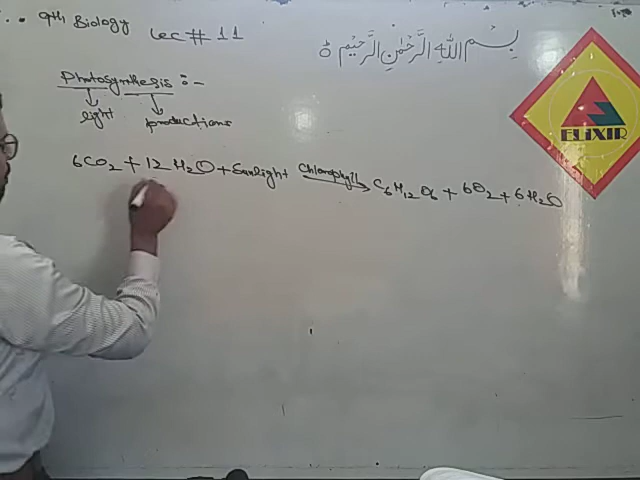 9th Biology Lec # 11
بِسْمِ اللهِ الرَّحْمٰنِ الرَّحِيْمِ
ELiXiR
Photosynthesis :-
light productions
6CO₂ + 12 H₂O + Sunlight Chlorophyll → C₆H₁₂O₆ + 6O₂ + 6H₂O